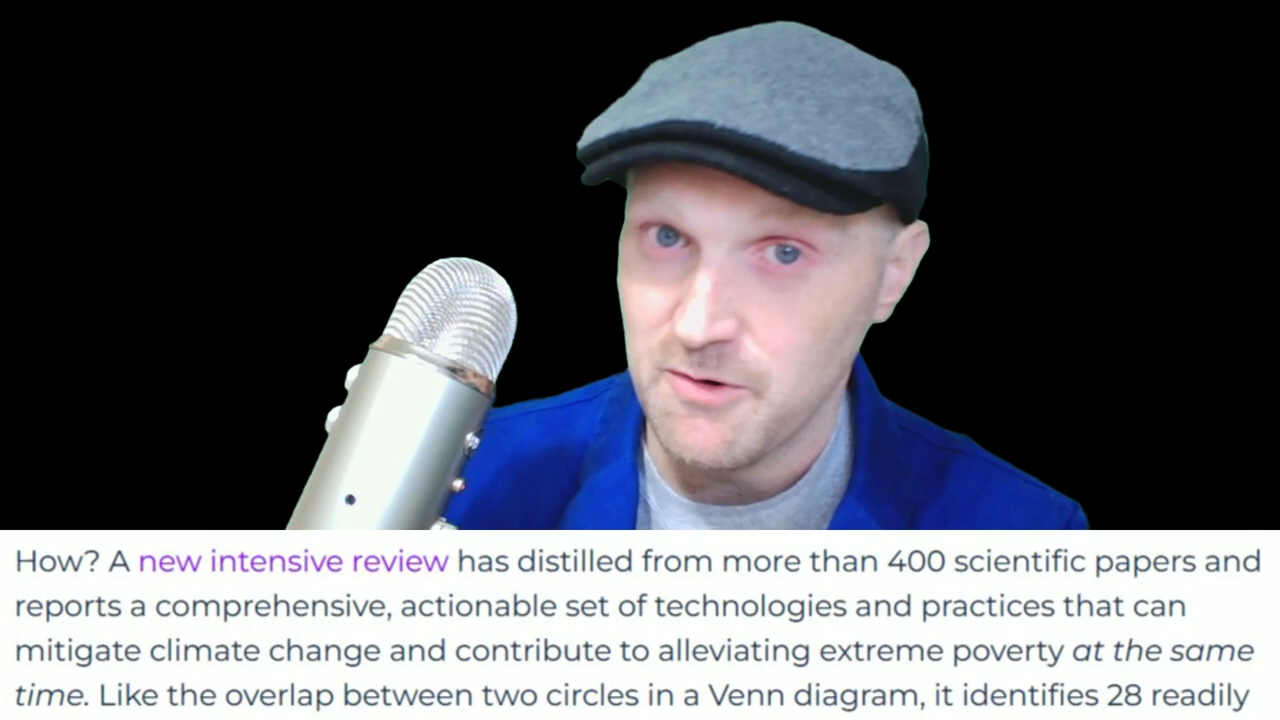 How? A new intensive review has distilled from more than 400 scientific papers and
reports a comprehensive, actionable set of technologies and practices that can
mitigate climate change and contribute to alleviating extreme poverty at the same
time. Like the overlap between two circles in a Venn diagram, it identifies 28 readily